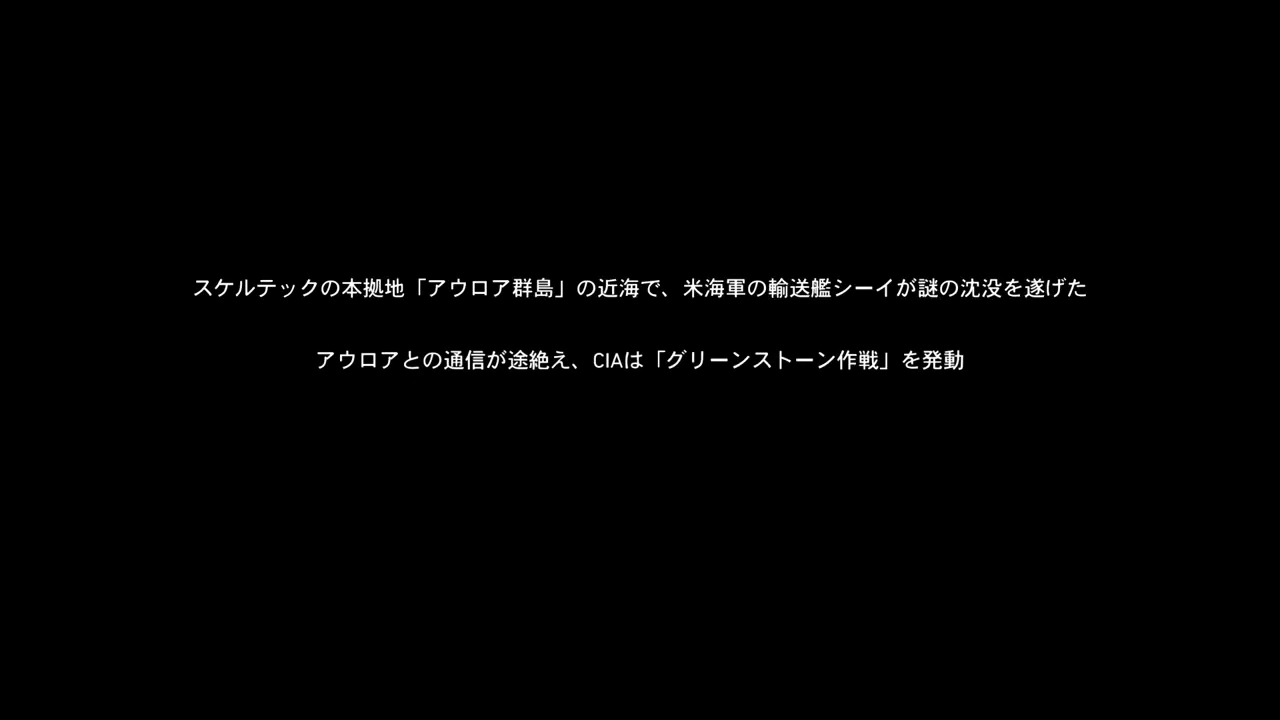 スケルテックの本拠地「アウロア群島」の近海で、米海軍の輸送艦シーイが謎の沈没を遂げた
アウロアとの通信が途絶え、CIAは「グリーンストーン作戦」を発動